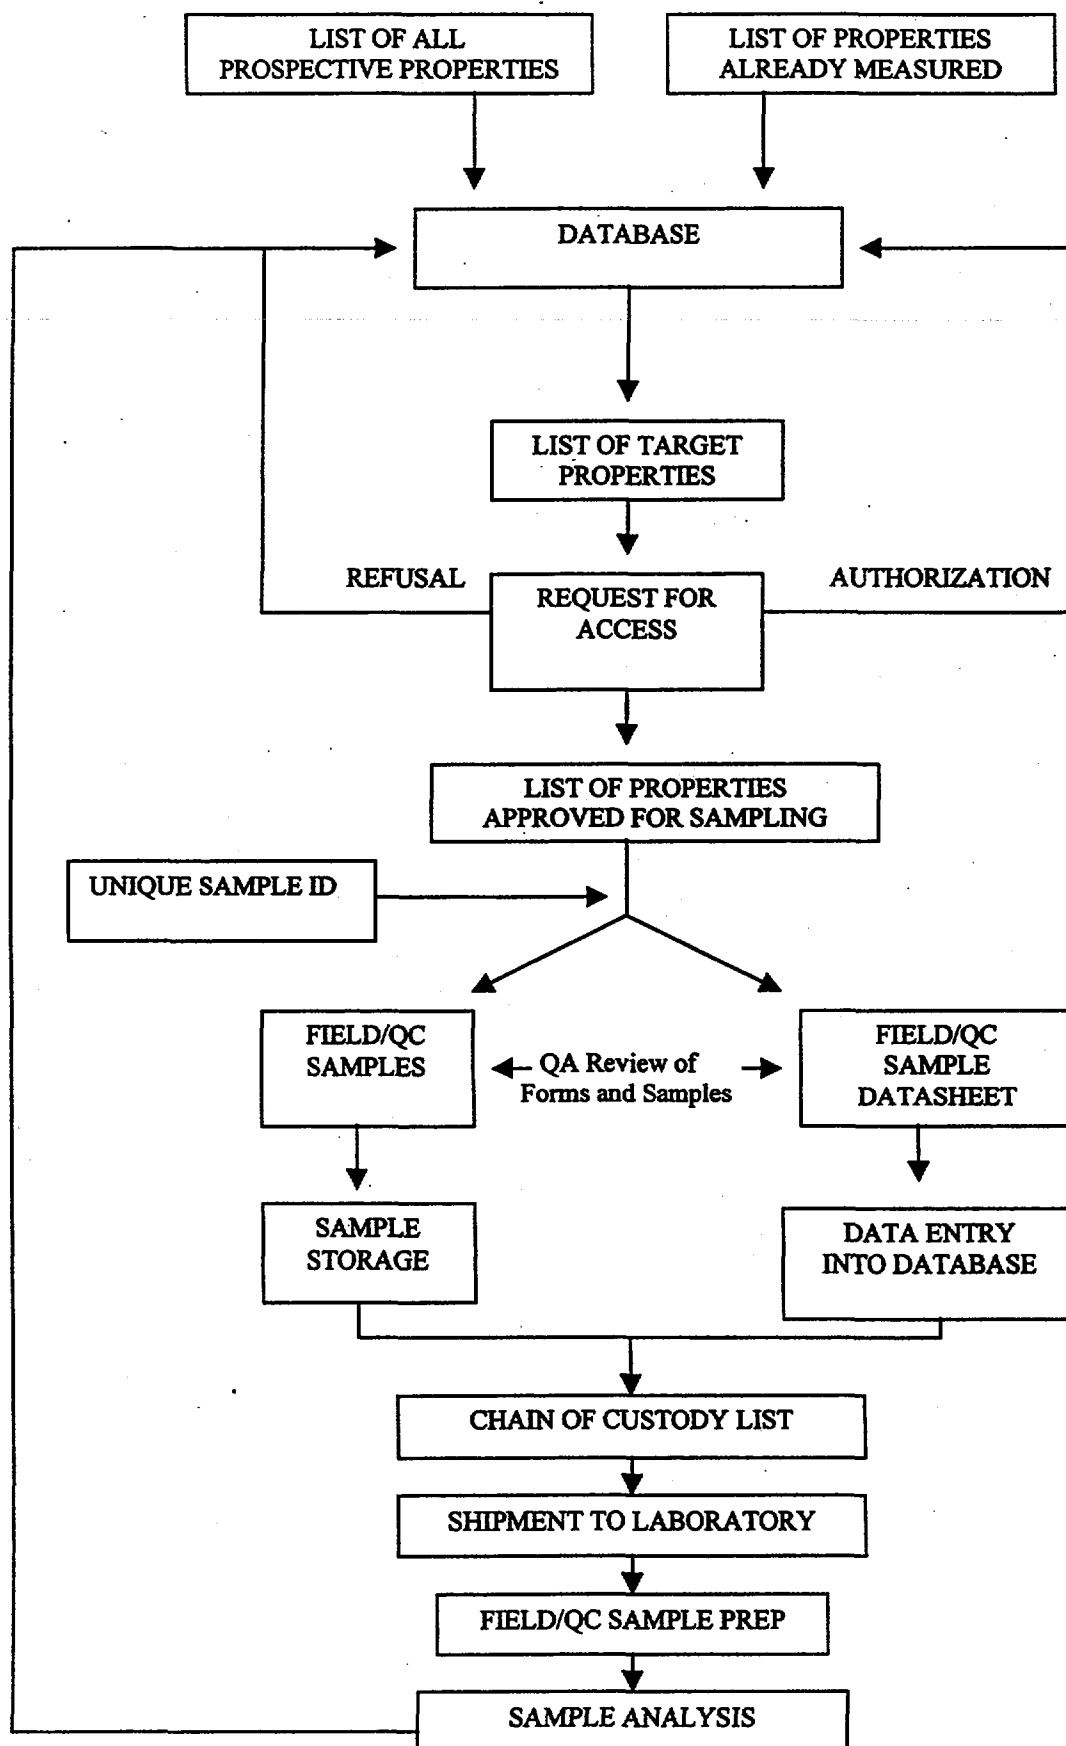 LIST OF ALL
PROSPECTIVE PROPERTIES
LIST OF PROPERTIES
ALREADY MEASURED
DATABASE
LIST OF TARGET
PROPERTIES
REFUSAL
REQUEST FOR
ACCESS
AUTHORIZATION
LIST OF PROPERTIES
APPROVED FOR SAMPLING
UNIQUE SAMPLE ID
FIELD/QC
SAMPLES
QA Review of
Forms and Samples
FIELD/QC
SAMPLE
DATASHEET
SAMPLE
STORAGE
DATA ENTRY
INTO DATABASE
CHAIN OF CUSTODY LIST
SHIPMENT TO LABORATORY
FIELD/QC SAMPLE PREP
SAMPLE ANALYSIS